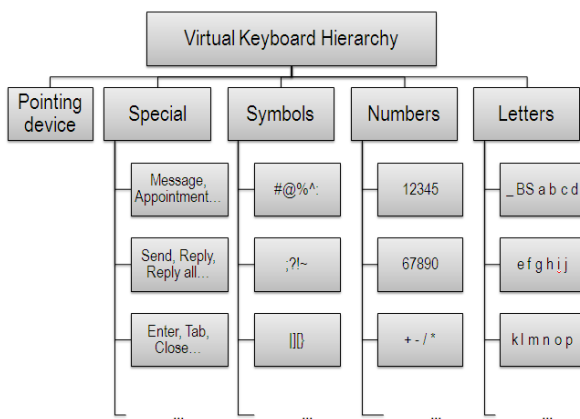 Virtual Keyboard Hierarchy
Pointing
device
Special
Symbols
Numbers
Letters
Message,
Appointment…
#@%^:
12345
_ BS a b c d
Send, Reply,
Reply all…
;?!~
67890
e f g h i j
Enter, Tab,
Close…
|][}
+ - / *
k l m n o p
...
...
...
...